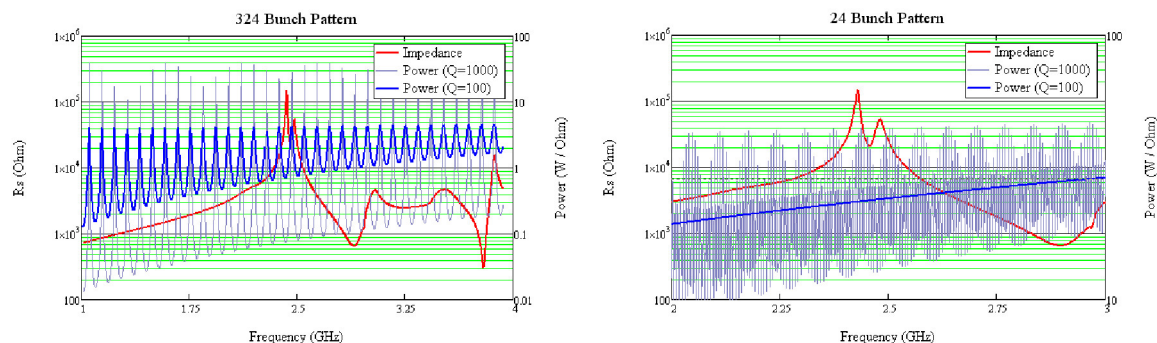 324 Bunch Pattern
1×10⁶
1×10⁵
1×10⁴
1×10³
100
Rs (Ohm)
Impedance
Power (Q=1000)
Power (Q=100)
100
10
1
0.1
0.01
Power (W / Ohm)
1
1.75
2.5
3.25
4
Frequency (GHz)
24 Bunch Pattern
1×10⁶
1×10⁵
1×10⁴
1×10³
100
Rs (Ohm)
Impedance
Power (Q=1000)
Power (Q=100)
100
10
Power (W / Ohm)
2
2.25
2.5
2.75
3
Frequency (GHz)